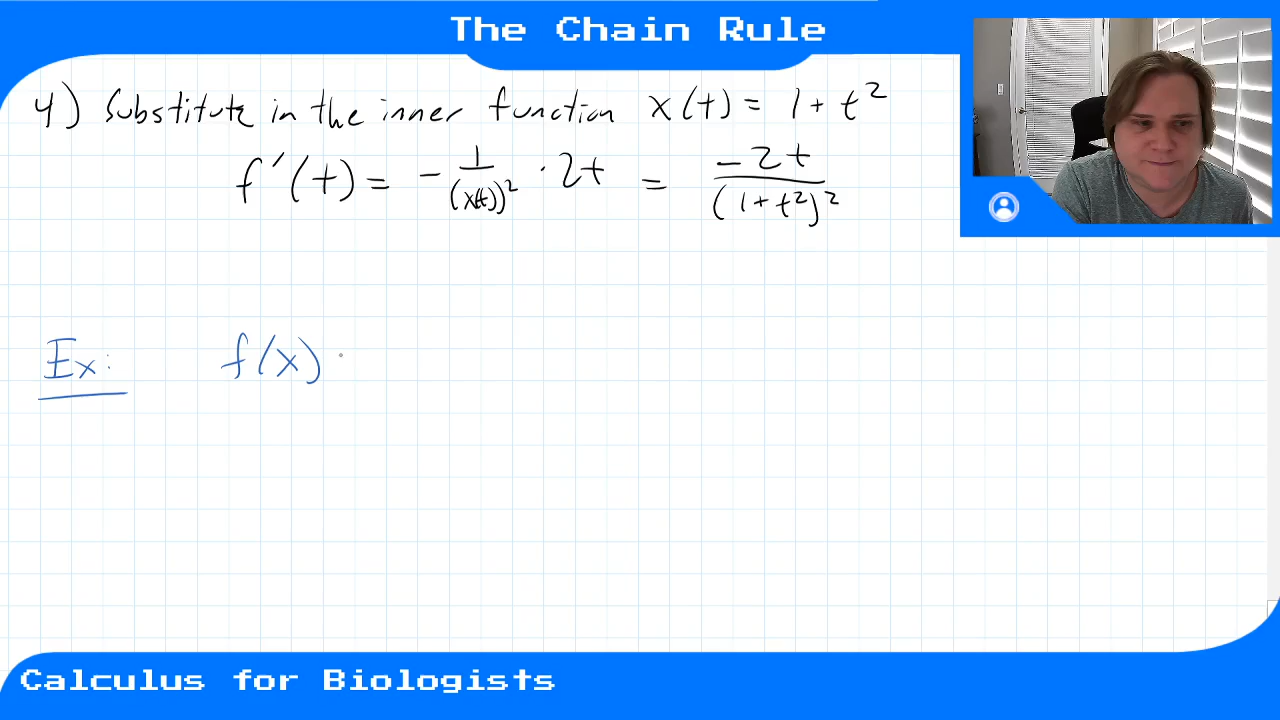 The Chain Rule
4) Substitute in the inner function x(t) = 1 + t²
f'(t) = - 1/(x(t))² · 2t = -2t/(1+t²)²
Ex: f(x)
Calculus for Biologists